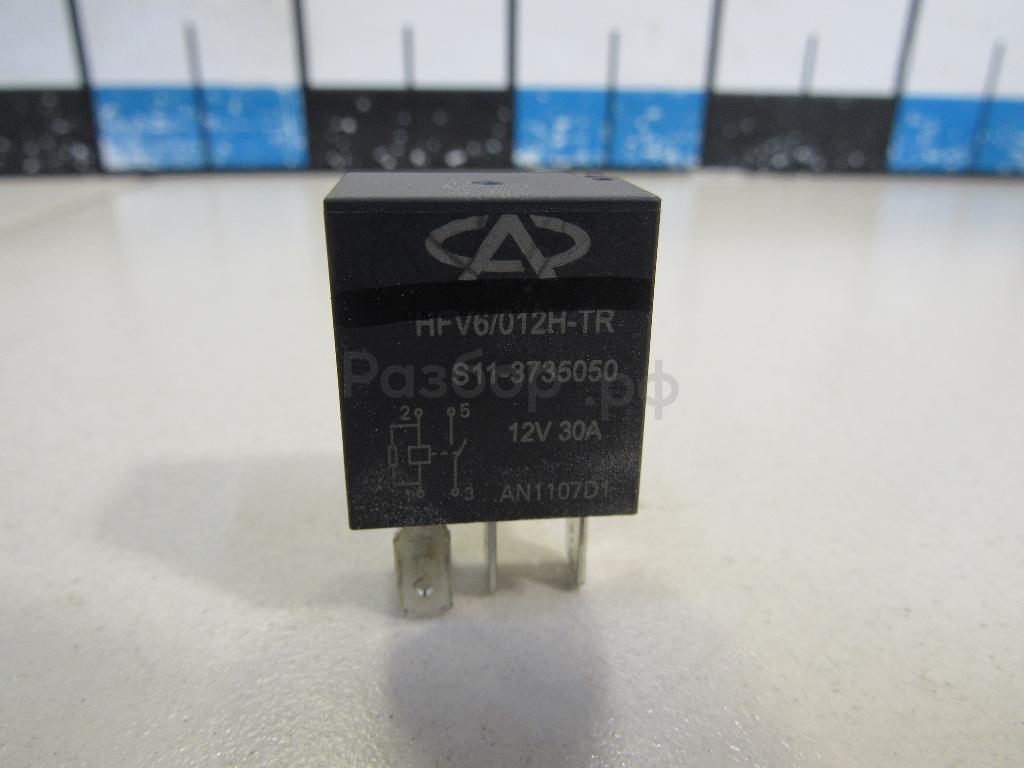 HFV6/012H-TR
S11-3735050
Разбор.рф
2 5
12V 30A
1 3 AN1107D1